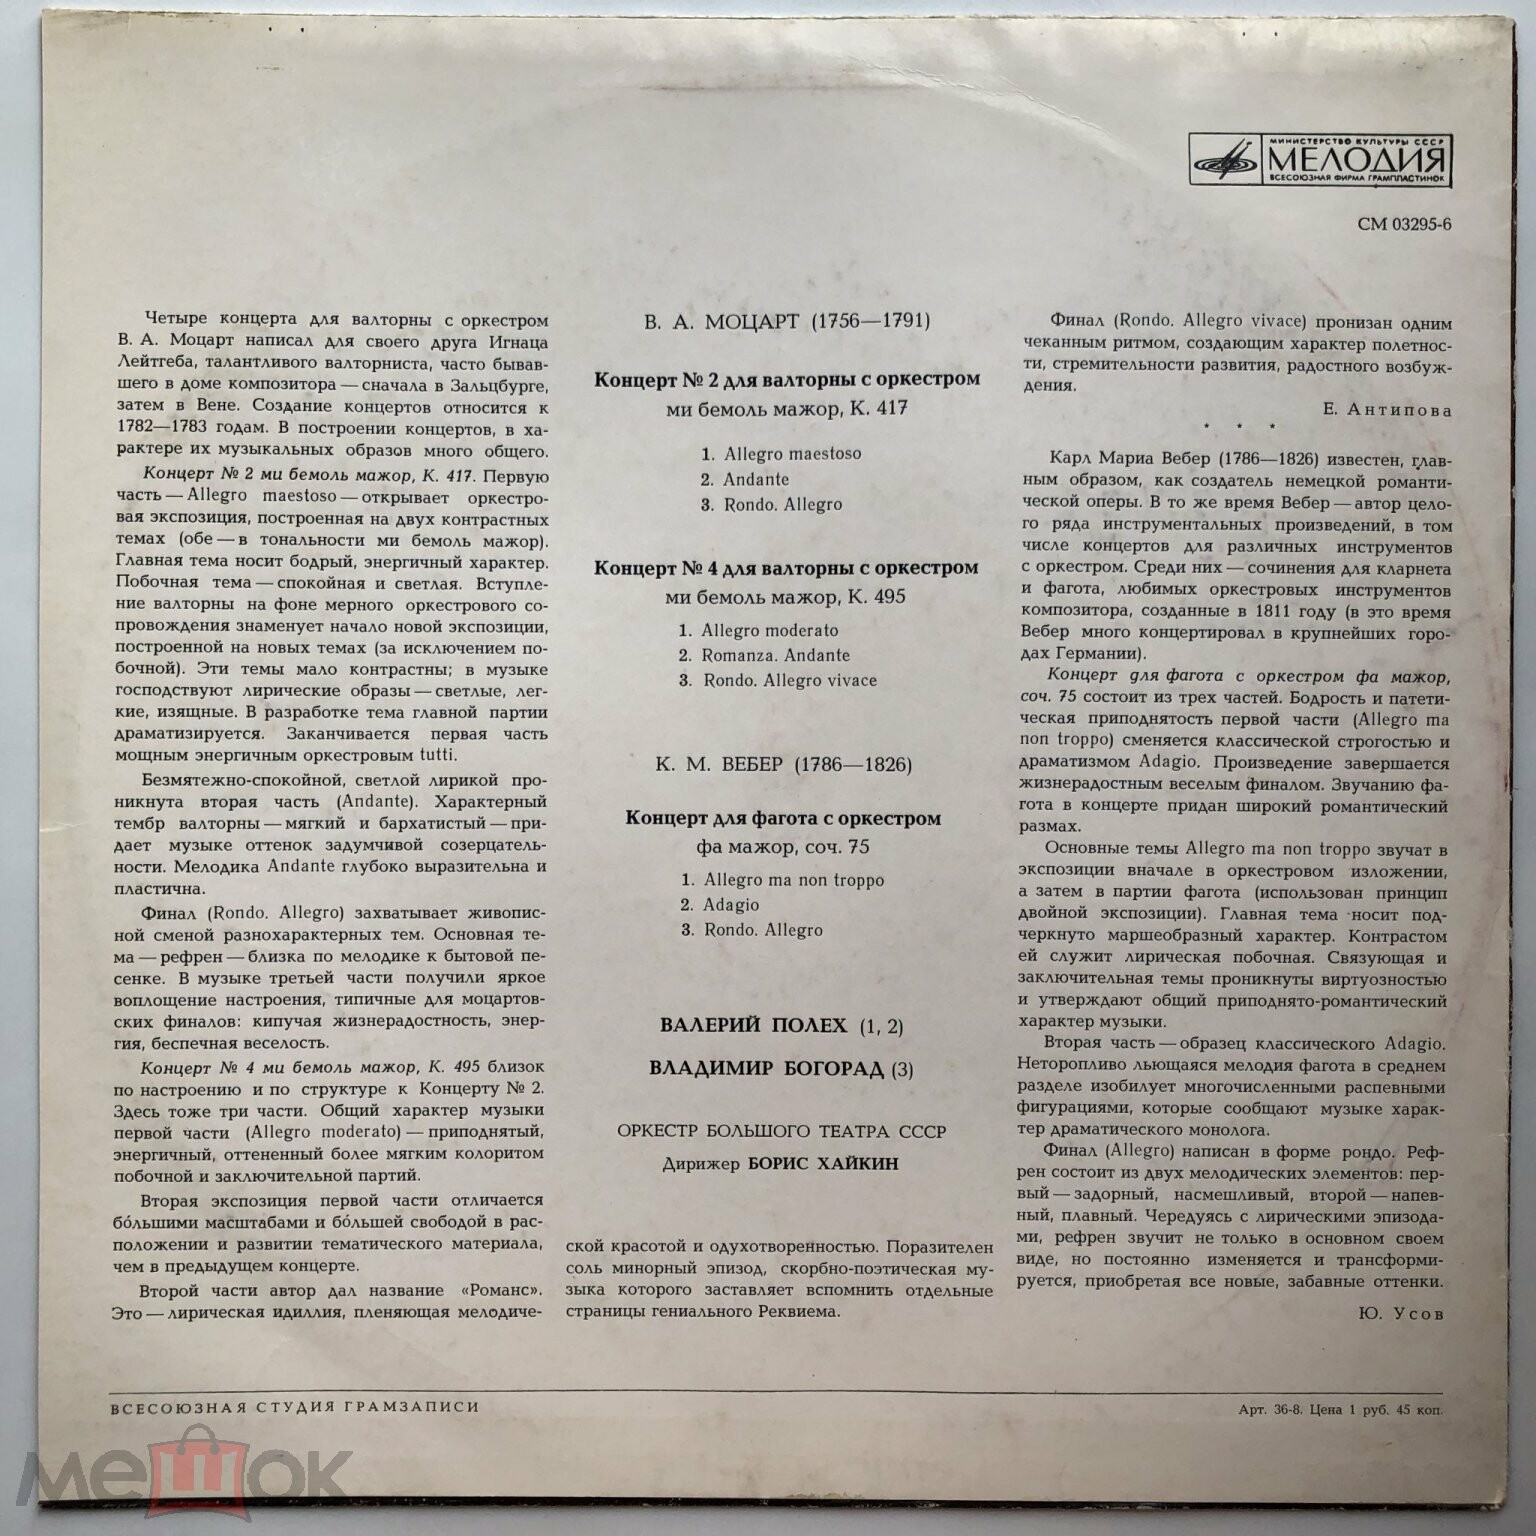 МИНИСТЕРСТВО КУЛЬТУРЫ СССР
МЕЛОДИЯ
ВСЕСОЮЗНАЯ ФИРМА ГРАМПЛАСТИНОК
СМ 03295-6
Четыре концерта для валторны с оркестром
В. А. Моцарт написал для своего друга Игнаца
Лейтгеба, талантливого валторниста, часто бывав-
шего в доме композитора — сначала в Зальцбурге,
затем в Вене. Создание концертов относится к
1782—1783 годам. В построении концертов, в ха-
рактере их музыкальных образов много общего.
Концерт № 2 ми бемоль мажор, К. 417. Первую
часть — Allegro maestoso — открывает оркестро-
вая экспозиция, построенная на двух контрастных
темах (обе — в тональности ми бемоль мажор).
Главная тема носит бодрый, энергичный характер.
Побочная тема — спокойная и светлая. Вступле-
ние валторны на фоне мерного оркестрового со-
провождения знаменует начало новой экспозиции,
построенной на новых темах (за исключением по-
бочной). Эти темы мало контрастны; в музыке
господствуют лирические образы — светлые, лег-
кие, изящные. В разработке тема главной партии
драматизируется. Заканчивается первая часть
мощным энергичным оркестровым tutti.
Безмятежно-спокойной, светлой лирикой про-
никнута вторая часть (Andante). Характерный
тембр валторны — мягкий и бархатистый — при-
дает музыке оттенок задумчивой созерцатель-
ности. Мелодика Andante глубоко выразительна и
пластична.
Финал (Rondo. Allegro) захватывает живопис-
ной сменой разнохарактерных тем. Основная те-
ма — рефрен — близка по мелодике к бытовой пе-
сенке. В музыке третьей части получили яркое
воплощение настроения, типичные для моцартов-
ских финалов: кипучая жизнерадостность, энер-
гия, беспечная веселость.
Концерт № 4 ми бемоль мажор, К. 495 близок
по настроению и по структуре к Концерту № 2.
Здесь тоже три части. Общий характер музыки
первой части (Allegro moderato) — приподнятый,
энергичный, оттененный более мягким колоритом
побочной и заключительной партий.
Вторая экспозиция первой части отличается
бо́льшими масштабами и бо́льшей свободой в рас-
положении и развитии тематического материала,
чем в предыдущем концерте.
Второй части автор дал название «Романс».
Это — лирическая идиллия, пленяющая мелодиче-
В. А. МОЦАРТ (1756—1791)
Концерт № 2 для валторны с оркестром
ми бемоль мажор, К. 417
1. Allegro maestoso
2. Andante
3. Rondo. Allegro
Концерт № 4 для валторны с оркестром
ми бемоль мажор, К. 495
1. Allegro moderato
2. Romanza. Andante
3. Rondo. Allegro vivace
К. М. ВЕБЕР (1786—1826)
Концерт для фагота с оркестром
фа мажор, соч. 75
1. Allegro ma non troppo
2. Adagio
3. Rondo. Allegro
ВАЛЕРИЙ ПОЛЕХ (1, 2)
ВЛАДИМИР БОГОРАД (3)
ОРКЕСТР БОЛЬШОГО ТЕАТРА СССР
Дирижер БОРИС ХАЙКИН
ской красотой и одухотворенностью. Поразителен
соль минорный эпизод, скорбно-поэтическая му-
зыка которого заставляет вспомнить отдельные
страницы гениального Реквиема.
Финал (Rondo. Allegro vivace) пронизан одним
чеканным ритмом, создающим характер полетнос-
ти, стремительности развития, радостного возбуж-
дения.
Е. Антипова
* * *
Карл Мариа Вебер (1786—1826) известен, глав-
ным образом, как создатель немецкой романти-
ческой оперы. В то же время Вебер — автор цело-
го ряда инструментальных произведений, в том
числе концертов для различных инструментов
с оркестром. Среди них — сочинения для кларнета
и фагота, любимых оркестровых инструментов
композитора, созданные в 1811 году (в это время
Вебер много концертировал в крупнейших горо-
дах Германии).
Концерт для фагота с оркестром фа мажор,
соч. 75 состоит из трех частей. Бодрость и патети-
ческая приподнятость первой части (Allegro ma
non troppo) сменяется классической строгостью и
драматизмом Adagio. Произведение завершается
жизнерадостным веселым финалом. Звучанию фа-
гота в концерте придан широкий романтический
размах.
Основные темы Allegro ma non troppo звучат в
экспозиции вначале в оркестровом изложении,
а затем в партии фагота (использован принцип
двойной экспозиции). Главная тема носит под-
черкнуто маршеобразный характер. Контрастом
ей служит лирическая побочная. Связующая и
заключительная темы проникнуты виртуозностью
и утверждают общий приподнято-романтический
характер музыки.
Вторая часть — образец классического Adagio.
Неторопливо льющаяся мелодия фагота в среднем
разделе изобилует многочисленными распевными
фигурациями, которые сообщают музыке харак-
тер драматического монолога.
Финал (Allegro) написан в форме рондо. Реф-
рен состоит из двух мелодических элементов: пер-
вый — задорный, насмешливый, второй — напев-
ный, плавный. Чередуясь с лирическими эпизода-
ми, рефрен звучит не только в основном своем
виде, но постоянно изменяется и трансформи-
руется, приобретая все новые, забавные оттенки.
Ю. Усов
ВСЕСОЮЗНАЯ СТУДИЯ ГРАМЗАПИСИ
Арт. 36-8. Цена 1 руб. 45 коп.
мешок